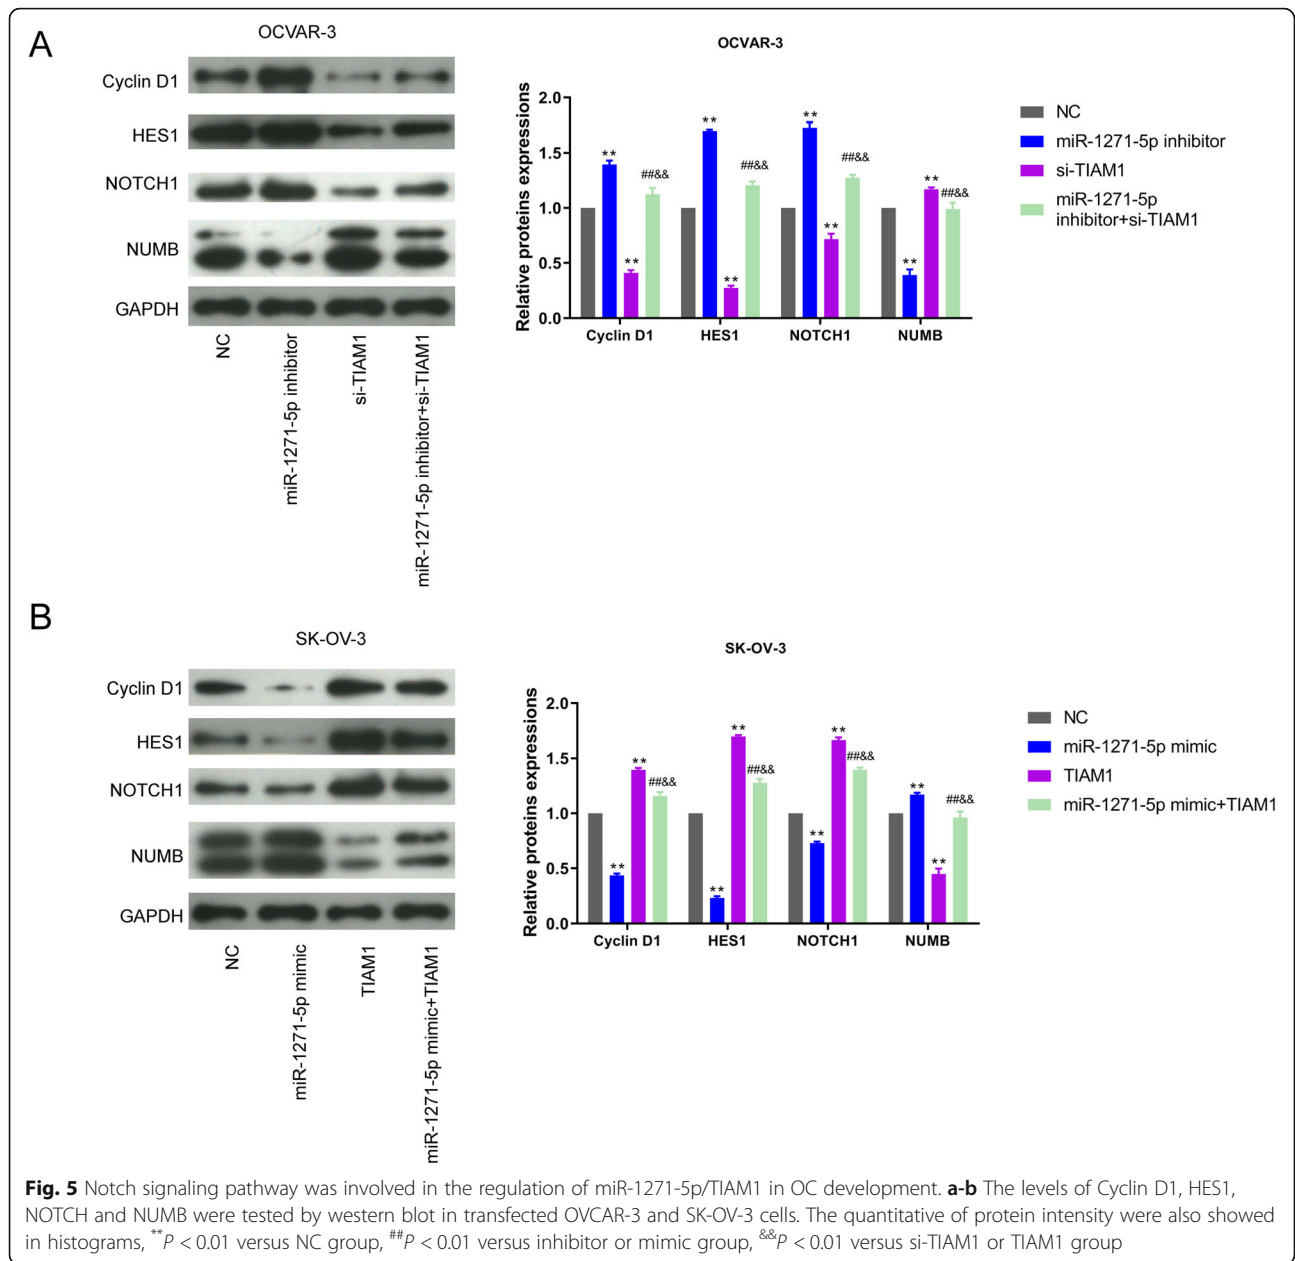 A
OCVAR-3
Cyclin D1
HES1
NOTCH1
NUMB
GAPDH
NC
miR-1271-5p inhibitor
si-TIAM1
miR-1271-5p inhibitor+si-TIAM1
OCVAR-3
Relative proteins expressions
2.0
1.5
1.0
0.5
0.0
** ** ** ##&&
** ** ##&&
** ** ##&&
** ** ##&&
Cyclin D1 HES1 NOTCH1 NUMB
NC
miR-1271-5p inhibitor
si-TIAM1
miR-1271-5p
inhibitor+si-TIAM1
B
SK-OV-3
Cyclin D1
HES1
NOTCH1
NUMB
GAPDH
NC
miR-1271-5p mimic
TIAM1
miR-1271-5p mimic+TIAM1
SK-OV-3
Relative proteins expressions
2.0
1.5
1.0
0.5
0.0
** ** ##&&
** ** ##&&
** ** ##&&
** ** ##&&
Cyclin D1 HES1 NOTCH1 NUMB
NC
miR-1271-5p mimic
TIAM1
miR-1271-5p mimic+TIAM1
Fig. 5 Notch signaling pathway was involved in the regulation of miR-1271-5p/TIAM1 in OC development. a-b The levels of Cyclin D1, HES1,
NOTCH and NUMB were tested by western blot in transfected OVCAR-3 and SK-OV-3 cells. The quantitative of protein intensity were also showed
in histograms, **P < 0.01 versus NC group, ##P < 0.01 versus inhibitor or mimic group, &&P < 0.01 versus si-TIAM1 or TIAM1 group